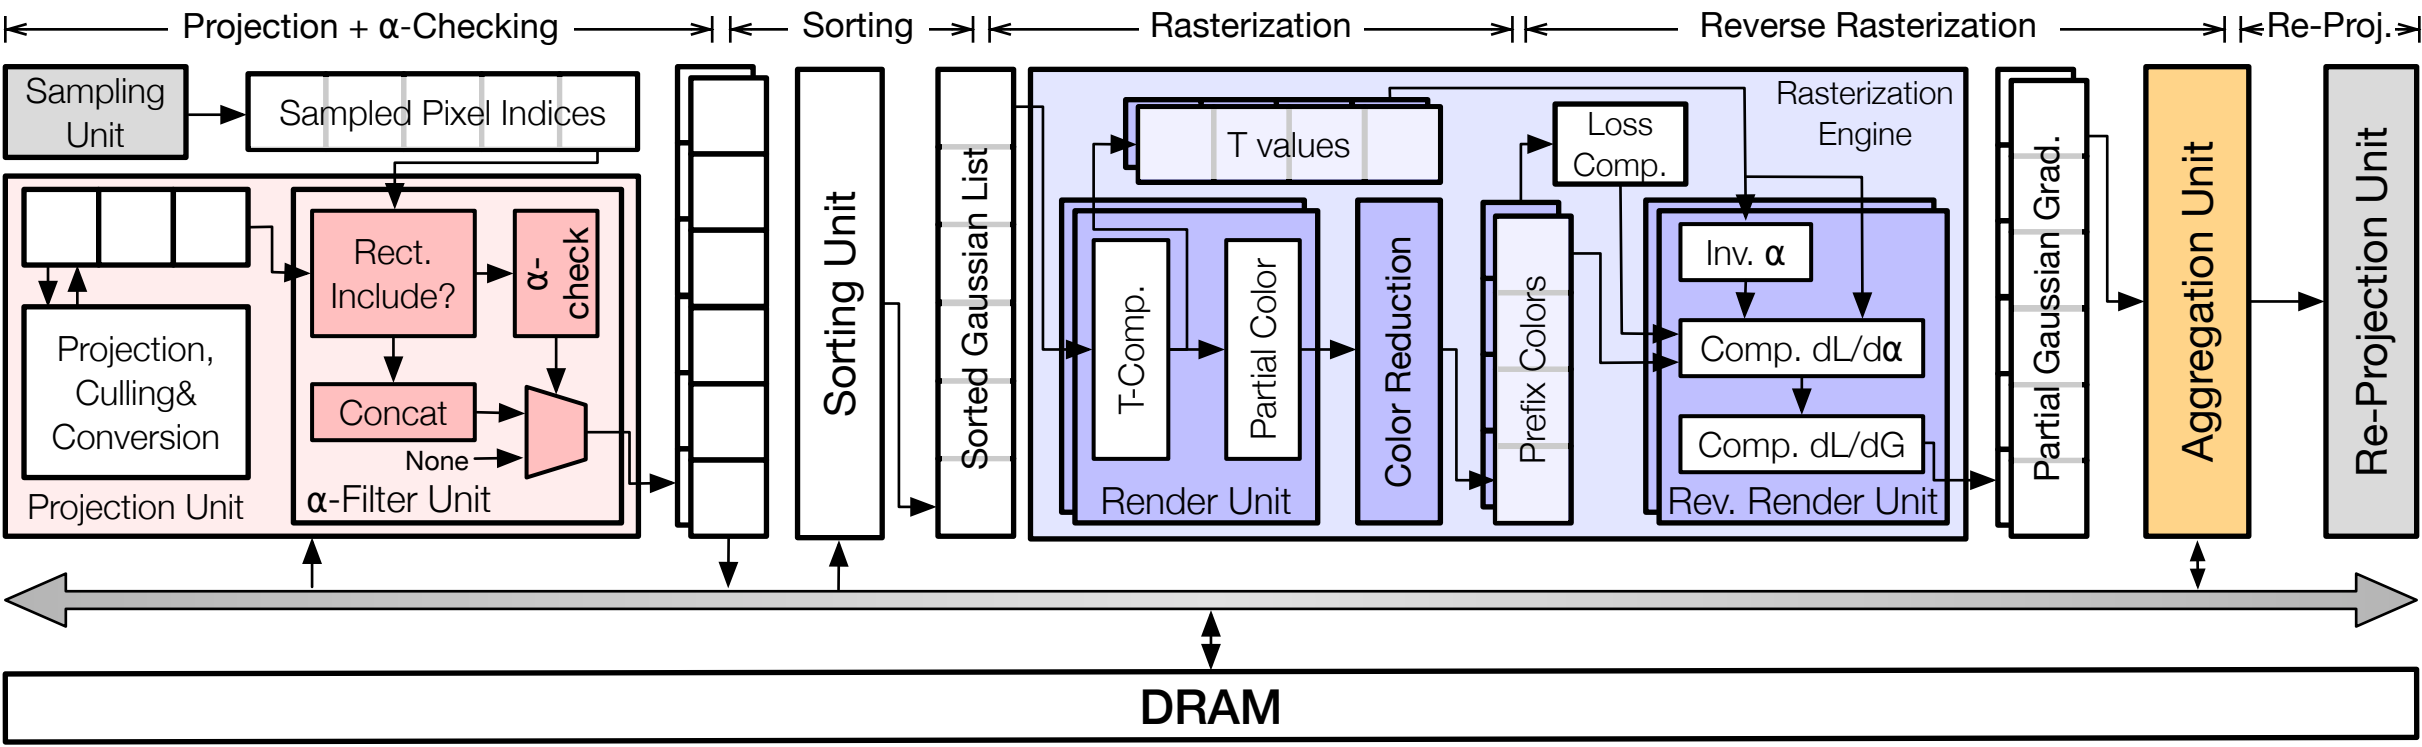 Projection + α-Checking
Sorting
Rasterization
Reverse Rasterization
Re-Proj.
Sampling
Unit
Sampled Pixel Indices
Rect.
Include?
α-
check
Projection,
Culling&
Conversion
Concat
None
Projection Unit
α-Filter Unit
Sorting Unit
Sorted Gaussian List
Rasterization
Engine
T values
Loss
Comp.
T-Comp.
Partial Color
Render Unit
Color Reduction
Prefix Colors
Inv. α
Comp. dL/dα
Comp. dL/dG
Rev. Render Unit
Partial Gaussian Grad.
Aggregation Unit
Re-Projection Unit
DRAM